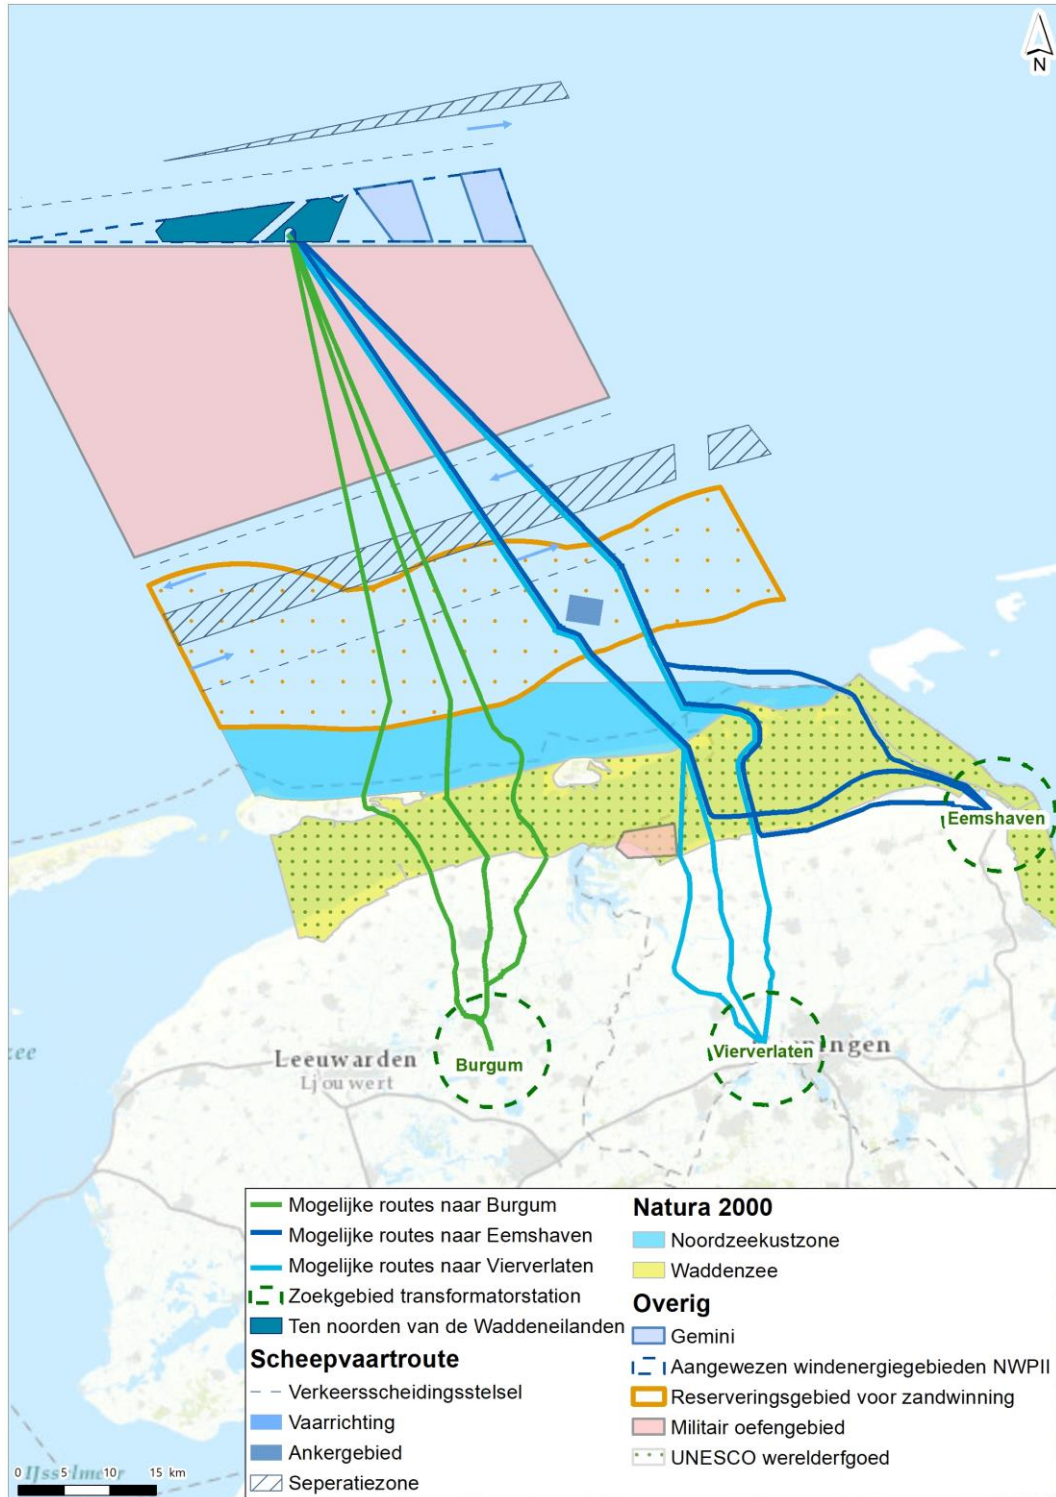 N
Eemshaven
Vierverlaten
ningen
Leeuwarden
Ljouwert
Burgum
zee
Mogelijke routes naar Burgum
Mogelijke routes naar Eemshaven
Mogelijke routes naar Vierverlaten
Zoekgebied transformatorstation
Ten noorden van de Waddeneilanden
Scheepvaartroute
Verkeersscheidingsstelsel
Vaarrichting
Ankergebied
Seperatiezone
Natura 2000
Noordzeekustzone
Waddenzee
Overig
Gemini
Aangewezen windenergiegebieden NWPII
Reserveringsgebied voor zandwinning
Militair oefengebied
UNESCO werelderfgoed
0 5 10 15 km
IJsselmeer